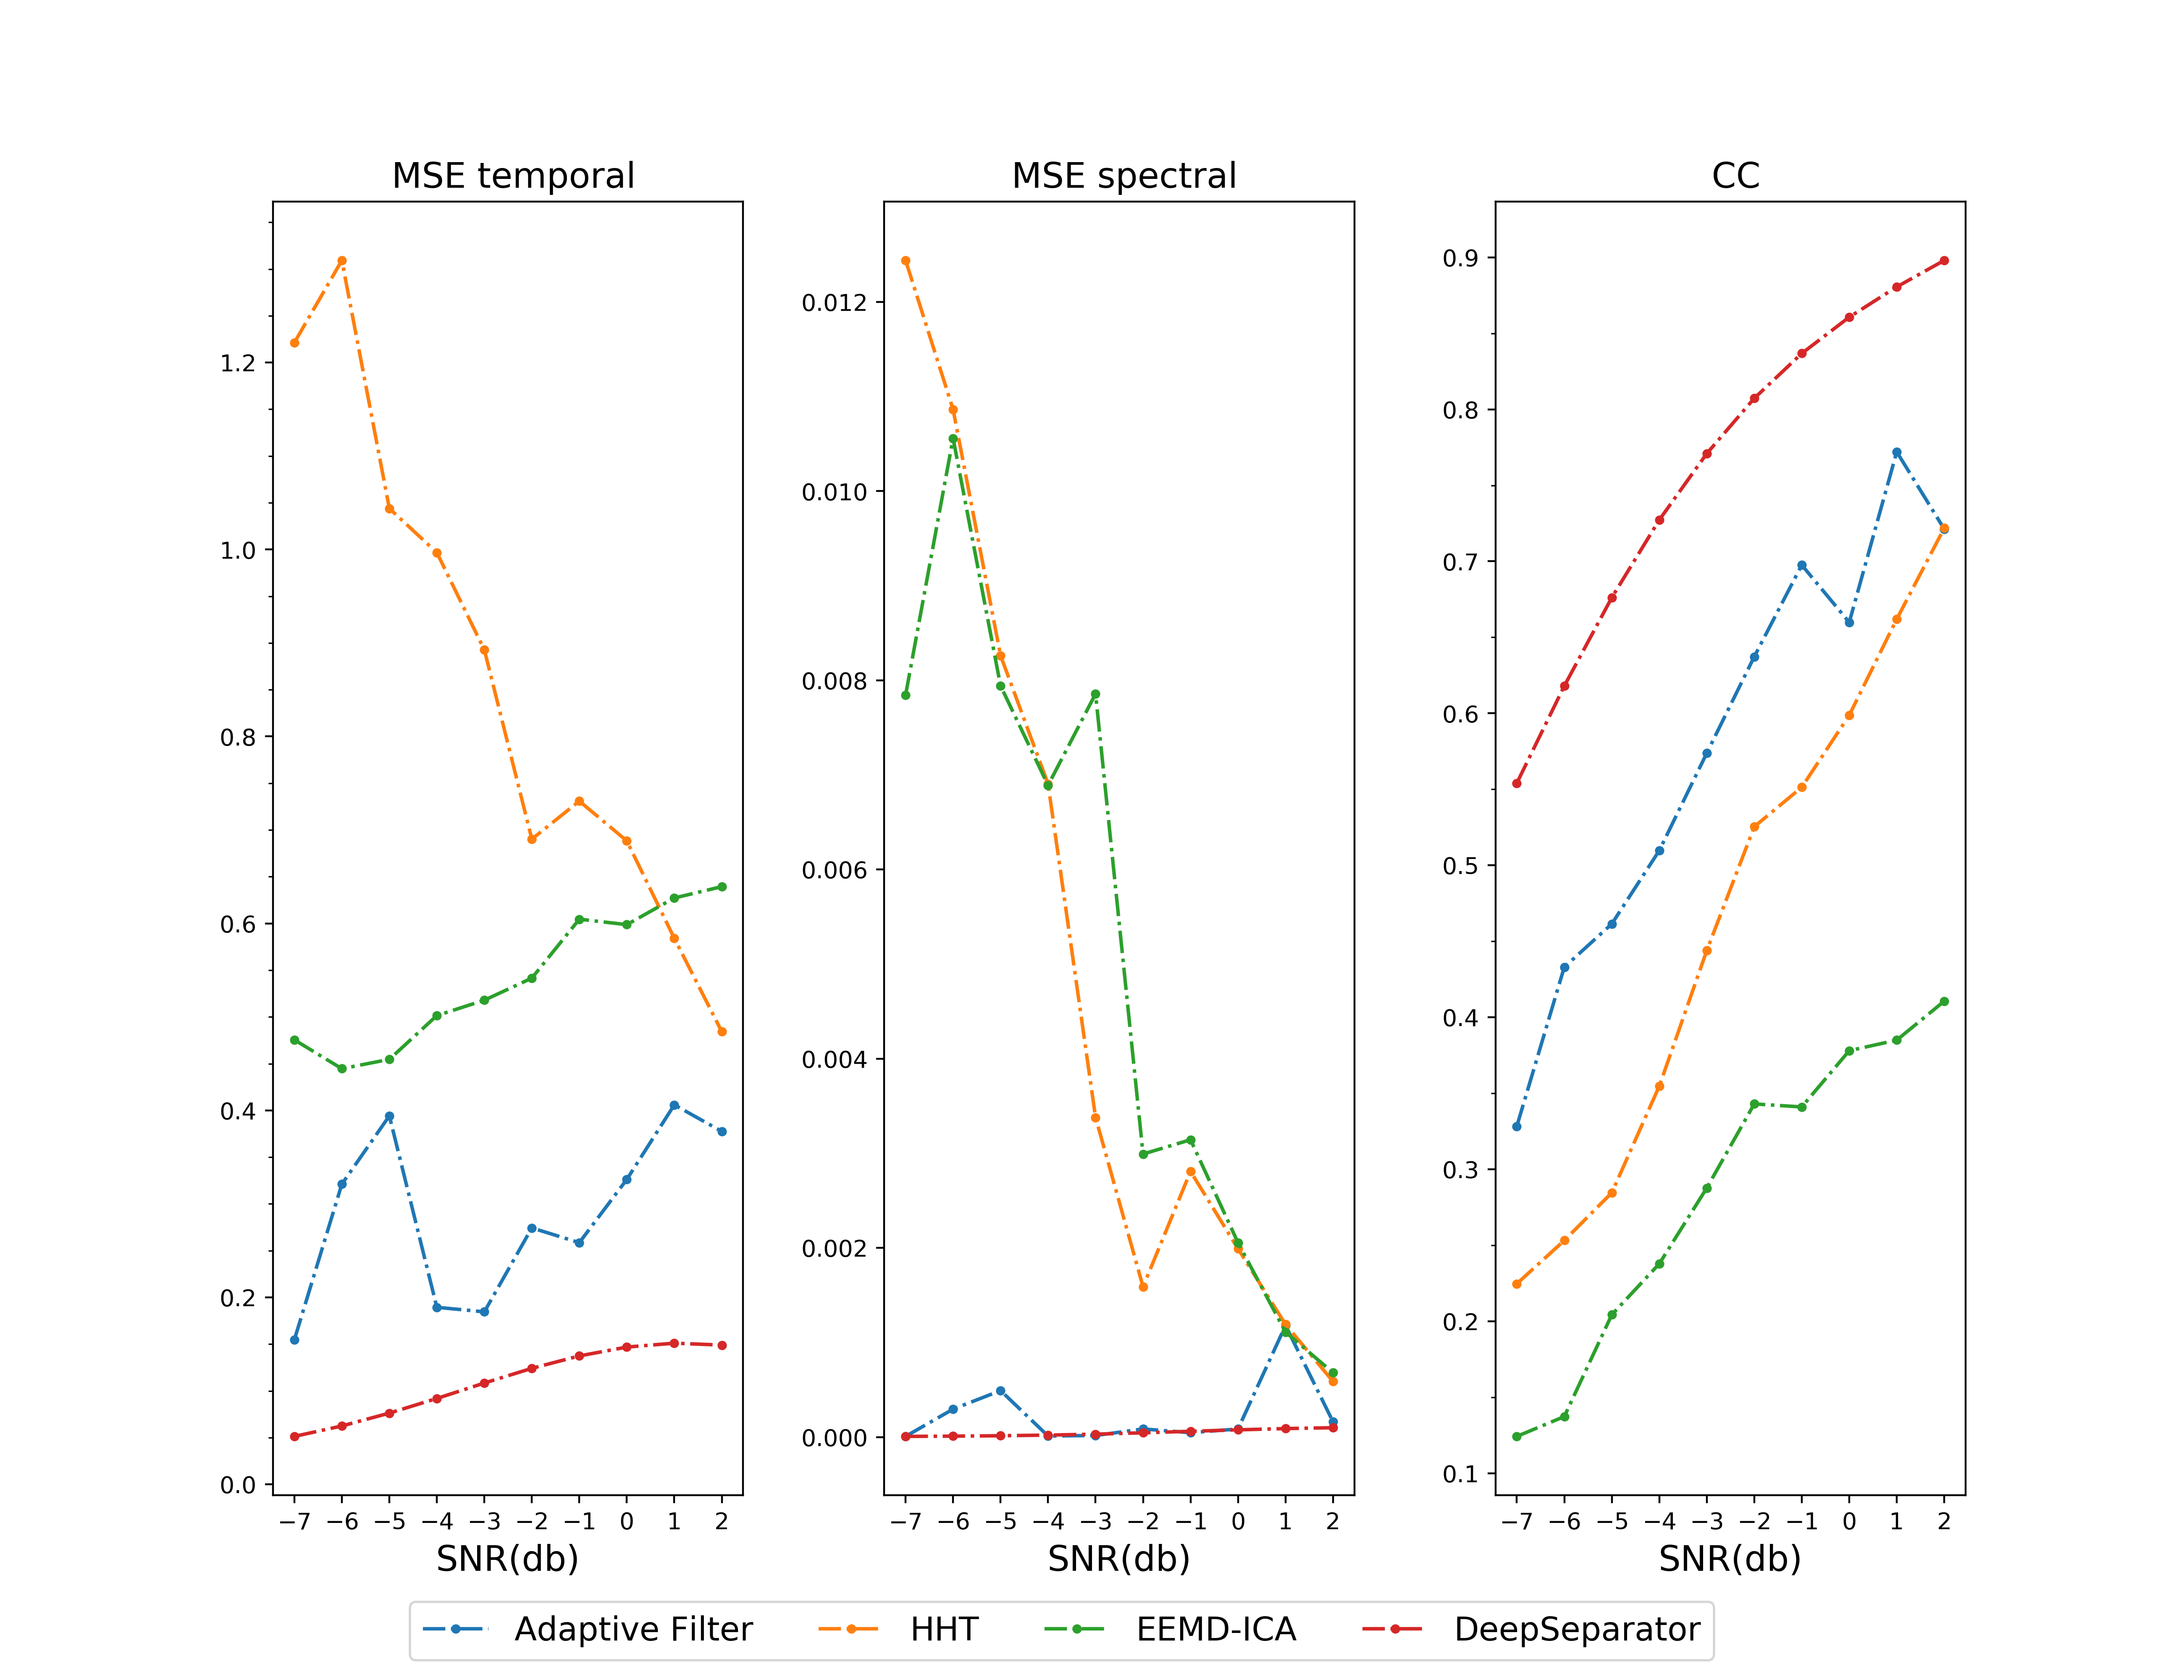 MSE temporal
1.2
1.0
0.8
0.6
0.4
0.2
0.0
−7 −6 −5 −4 −3 −2 −1 0 1 2
SNR(db)
MSE spectral
0.012
0.010
0.008
0.006
0.004
0.002
0.000
−7 −6 −5 −4 −3 −2 −1 0 1 2
SNR(db)
CC
0.9
0.8
0.7
0.6
0.5
0.4
0.3
0.2
0.1
−7 −6 −5 −4 −3 −2 −1 0 1 2
SNR(db)
Adaptive Filter HHT EEMD-ICA DeepSeparator